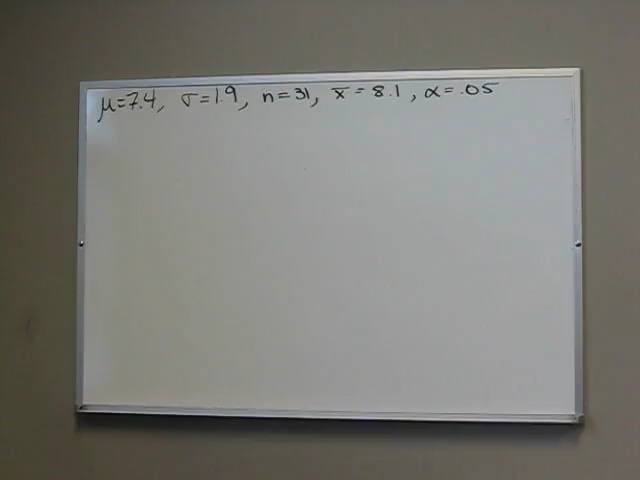 μ=7.4, σ=1.9, n=31, x̄=8.1, α=.05